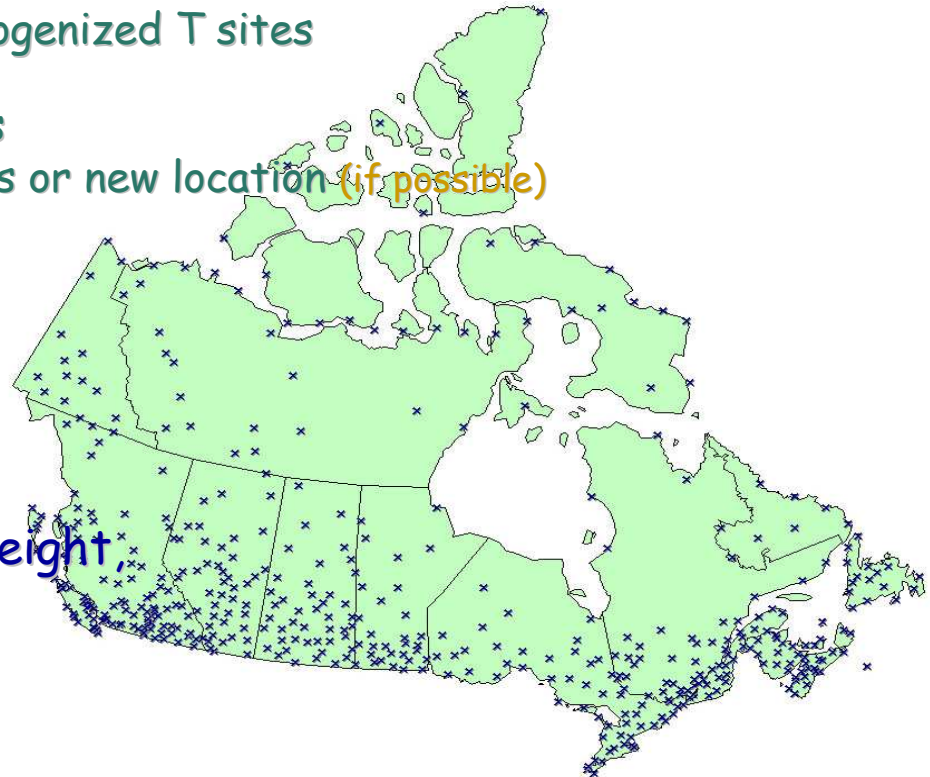 ogenized T sites
s
s or new location (if possible)
eight,